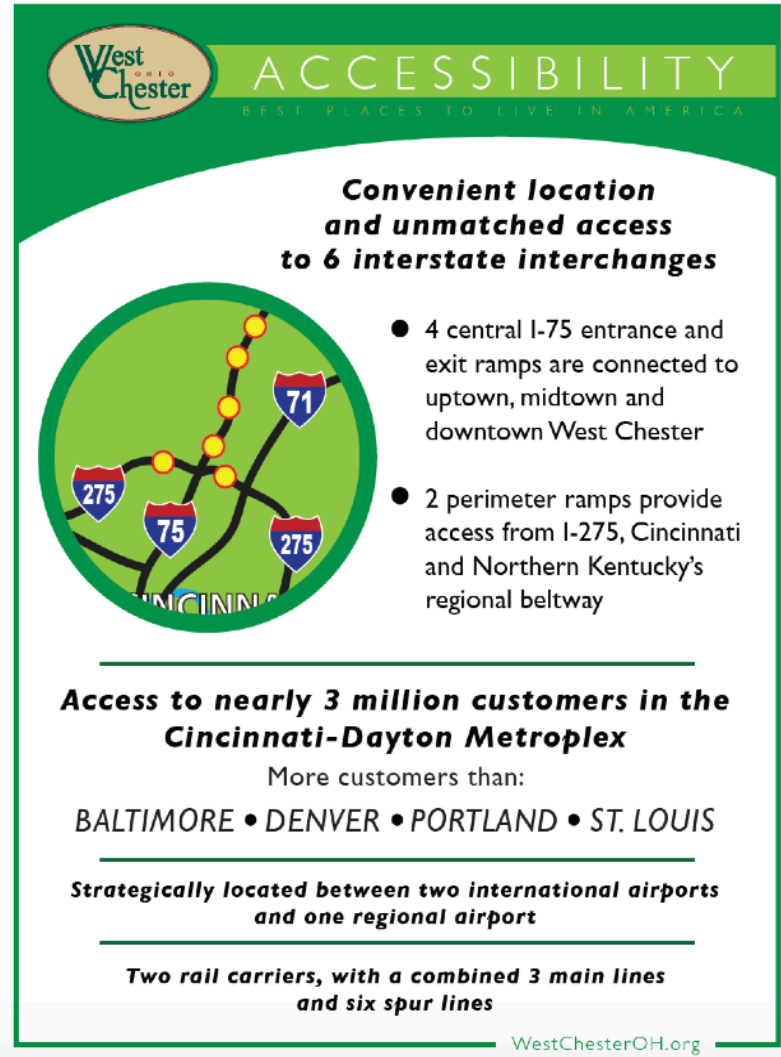 West
OHIO
Chester
ACCESSIBILITY
BEST PLACES TO LIVE IN AMERICA
Convenient location
and unmatched access
to 6 interstate interchanges
● 4 central I-75 entrance and
exit ramps are connected to
uptown, midtown and
downtown West Chester
● 2 perimeter ramps provide
access from I-275, Cincinnati
and Northern Kentucky's
regional beltway
71
275
75
275
INCINNA
Access to nearly 3 million customers in the
Cincinnati-Dayton Metroplex
More customers than:
BALTIMORE ● DENVER ● PORTLAND ● ST. LOUIS
Strategically located between two international airports
and one regional airport
Two rail carriers, with a combined 3 main lines
and six spur lines
WestChesterOH.org